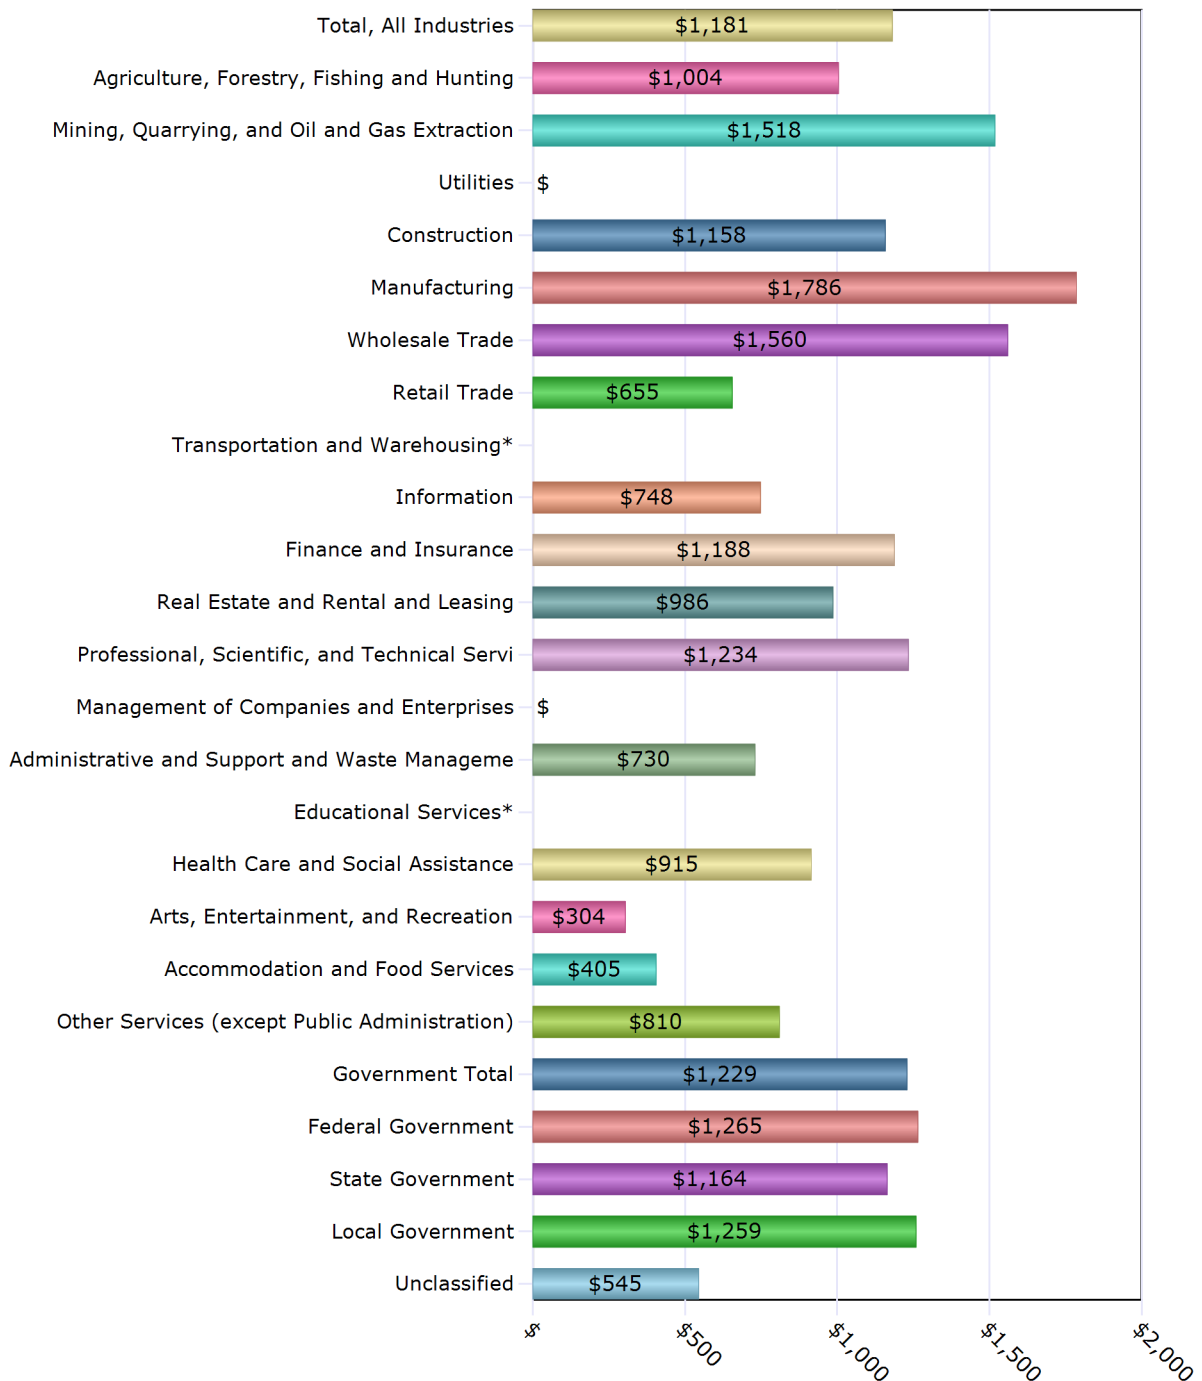 Total, All Industries $1,181
Agriculture, Forestry, Fishing and Hunting $1,004
Mining, Quarrying, and Oil and Gas Extraction $1,518
Utilities $
Construction $1,158
Manufacturing $1,786
Wholesale Trade $1,560
Retail Trade $655
Transportation and Warehousing*
Information $748
Finance and Insurance $1,188
Real Estate and Rental and Leasing $986
Professional, Scientific, and Technical Servi $1,234
Management of Companies and Enterprises $
Administrative and Support and Waste Manageme $730
Educational Services*
Health Care and Social Assistance $915
Arts, Entertainment, and Recreation $304
Accommodation and Food Services $405
Other Services (except Public Administration) $810
Government Total $1,229
Federal Government $1,265
State Government $1,164
Local Government $1,259
Unclassified $545
$ $500 $1,000 $1,500 $2,000